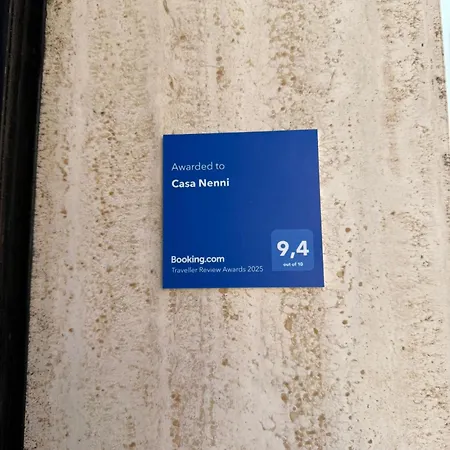 Awarded to
Casa Nenni
Booking.com
Traveller Review Awards 2025
9,4
out of 10